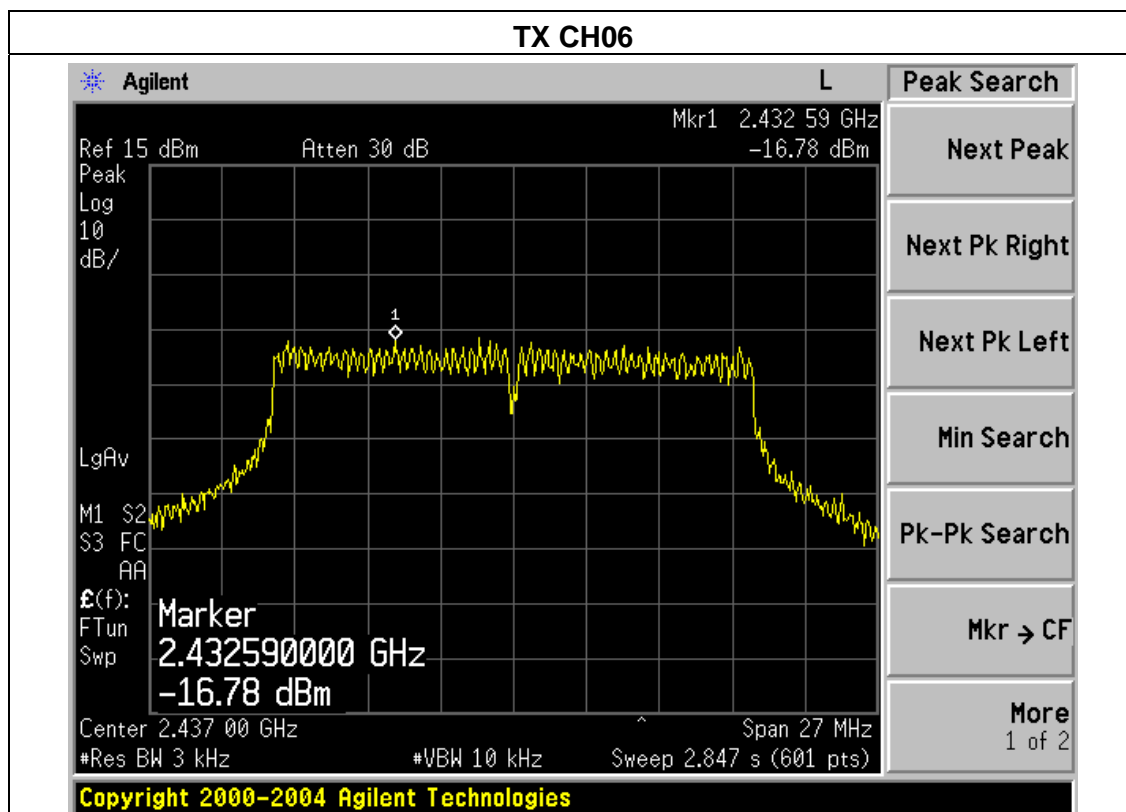 TX CH06
Agilent L Peak Search
Mkr1 2.432 59 GHz
Ref 15 dBm Atten 30 dB -16.78 dBm
Peak
Log
10
dB/
1
LgAv
M1 S2
S3 FC
AA
£(f):
FTun
Swp
Marker
2.432590000 GHz
-16.78 dBm
Center 2.437 00 GHz ^ Span 27 MHz
#Res BW 3 kHz #VBW 10 kHz Sweep 2.847 s (601 pts)
Copyright 2000-2004 Agilent Technologies
Next Peak
Next Pk Right
Next Pk Left
Min Search
Pk-Pk Search
Mkr → CF
More
1 of 2